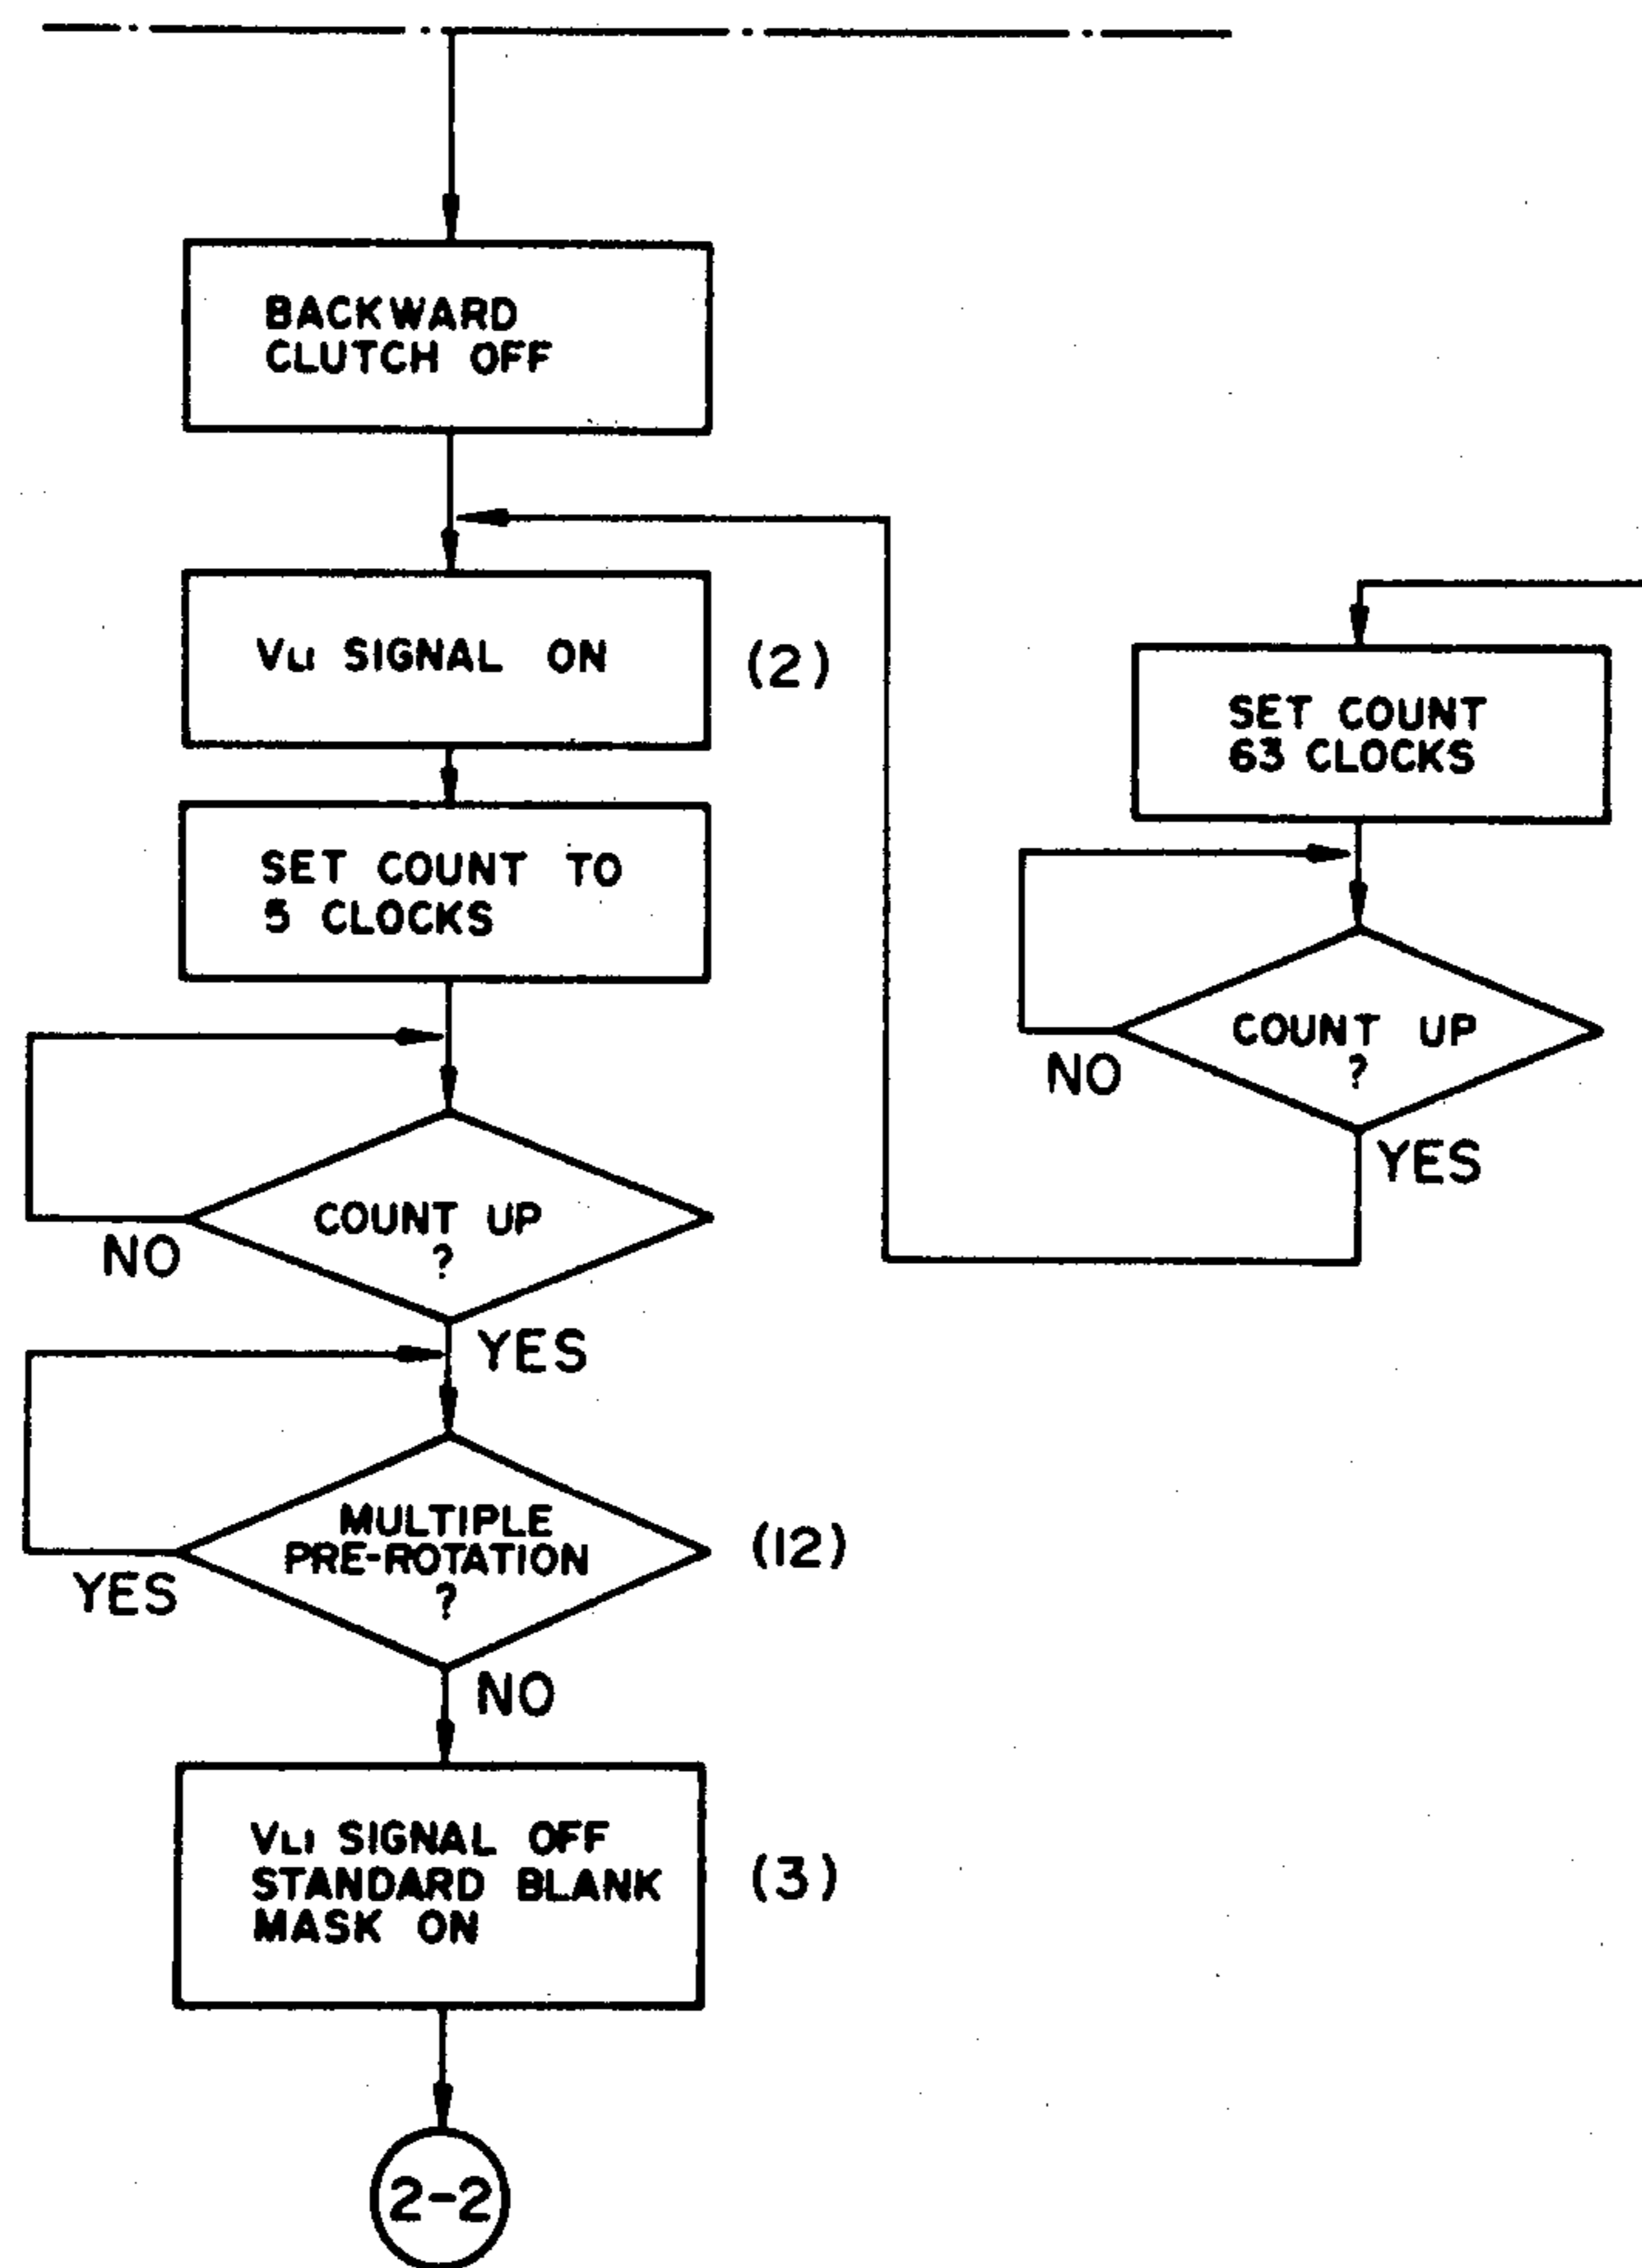 BACKWARD
CLUTCH OFF
VL1 SIGNAL ON
(2)
SET COUNT TO
5 CLOCKS
COUNT UP
?
NO
YES
MULTIPLE
PRE-ROTATION
?
(12)
YES
NO
VL1 SIGNAL OFF
STANDARD BLANK
MASK ON
(3)
2-2
SET COUNT
63 CLOCKS
COUNT UP
?
NO
YES